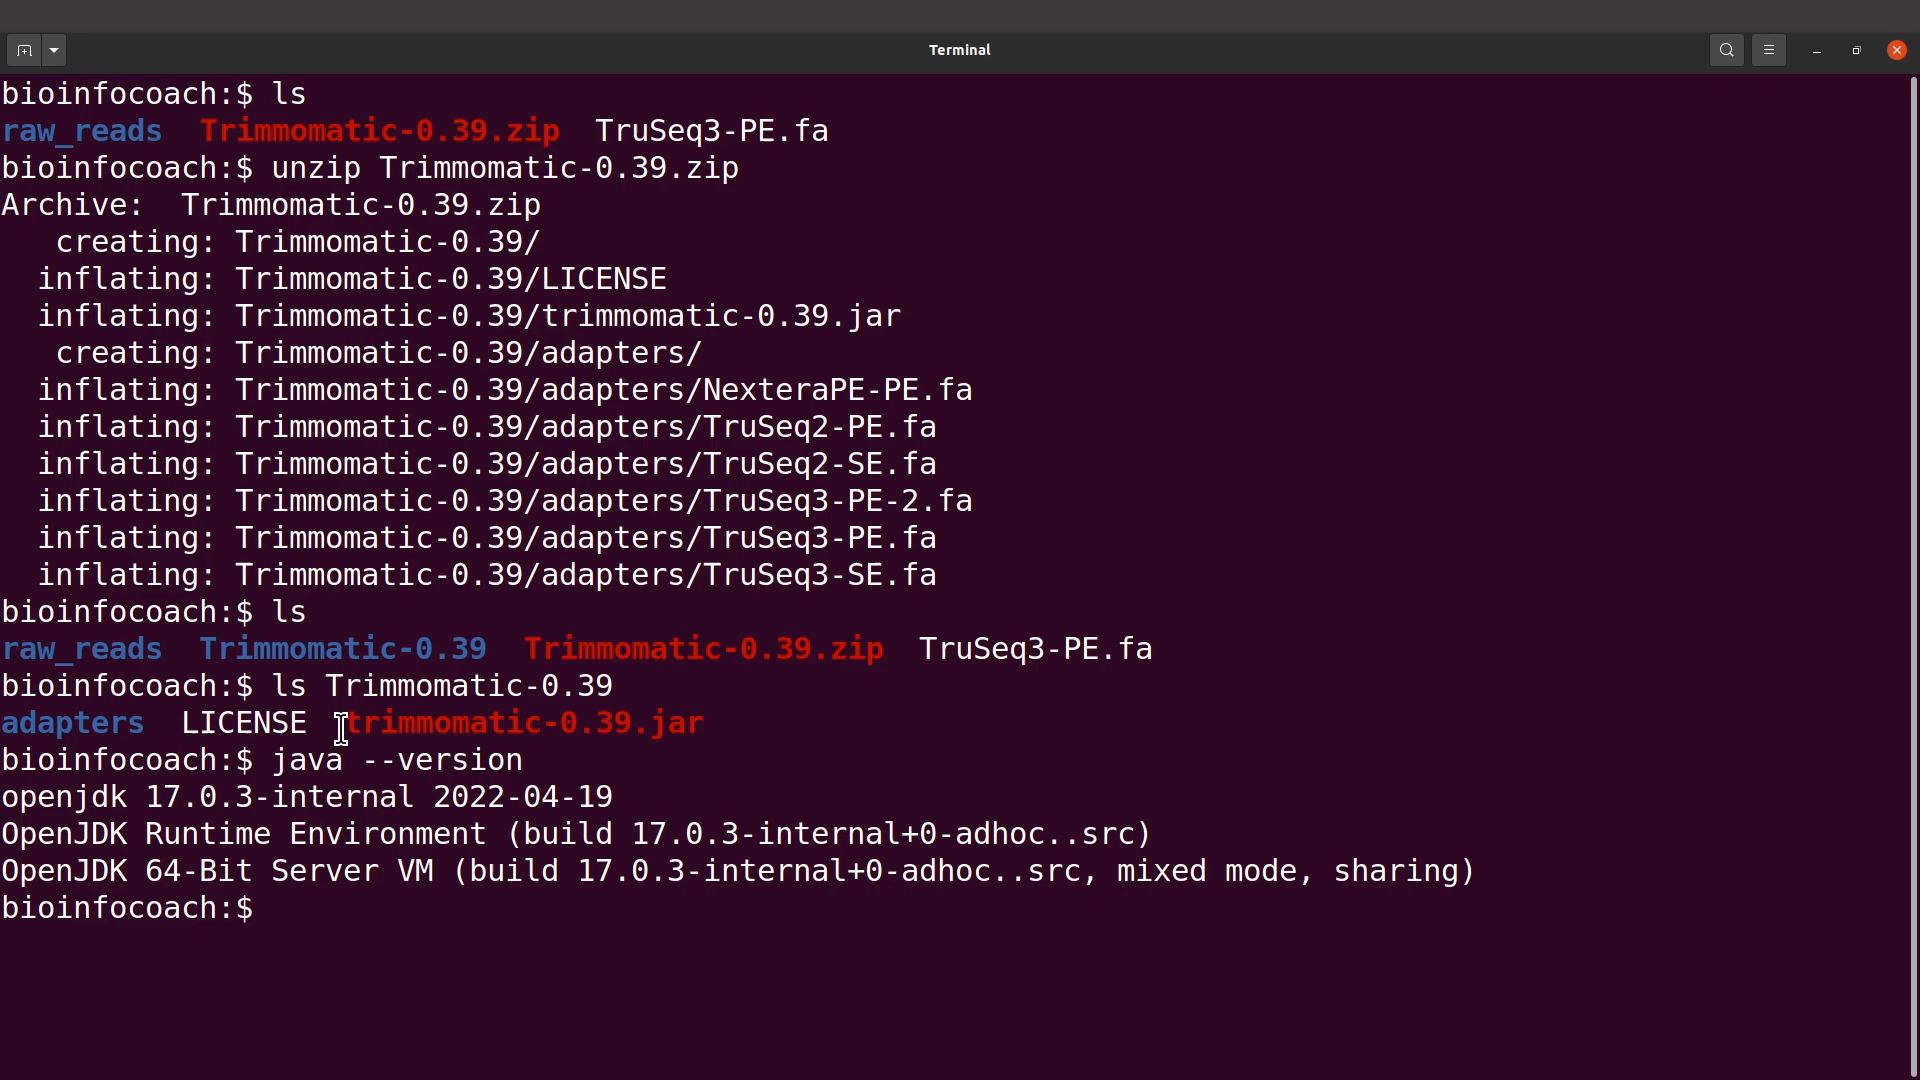 Terminal
bioinfocoach:$ ls
raw_reads  Trimmomatic-0.39.zip  TruSeq3-PE.fa
bioinfocoach:$ unzip Trimmomatic-0.39.zip
Archive:  Trimmomatic-0.39.zip
   creating: Trimmomatic-0.39/
  inflating: Trimmomatic-0.39/LICENSE
  inflating: Trimmomatic-0.39/trimmomatic-0.39.jar
   creating: Trimmomatic-0.39/adapters/
  inflating: Trimmomatic-0.39/adapters/NexteraPE-PE.fa
  inflating: Trimmomatic-0.39/adapters/TruSeq2-PE.fa
  inflating: Trimmomatic-0.39/adapters/TruSeq2-SE.fa
  inflating: Trimmomatic-0.39/adapters/TruSeq3-PE-2.fa
  inflating: Trimmomatic-0.39/adapters/TruSeq3-PE.fa
  inflating: Trimmomatic-0.39/adapters/TruSeq3-SE.fa
bioinfocoach:$ ls
raw_reads  Trimmomatic-0.39  Trimmomatic-0.39.zip  TruSeq3-PE.fa
bioinfocoach:$ ls Trimmomatic-0.39
adapters  LICENSE  trimmomatic-0.39.jar
bioinfocoach:$ java --version
openjdk 17.0.3-internal 2022-04-19
OpenJDK Runtime Environment (build 17.0.3-internal+0-adhoc..src)
OpenJDK 64-Bit Server VM (build 17.0.3-internal+0-adhoc..src, mixed mode, sharing)
bioinfocoach:$